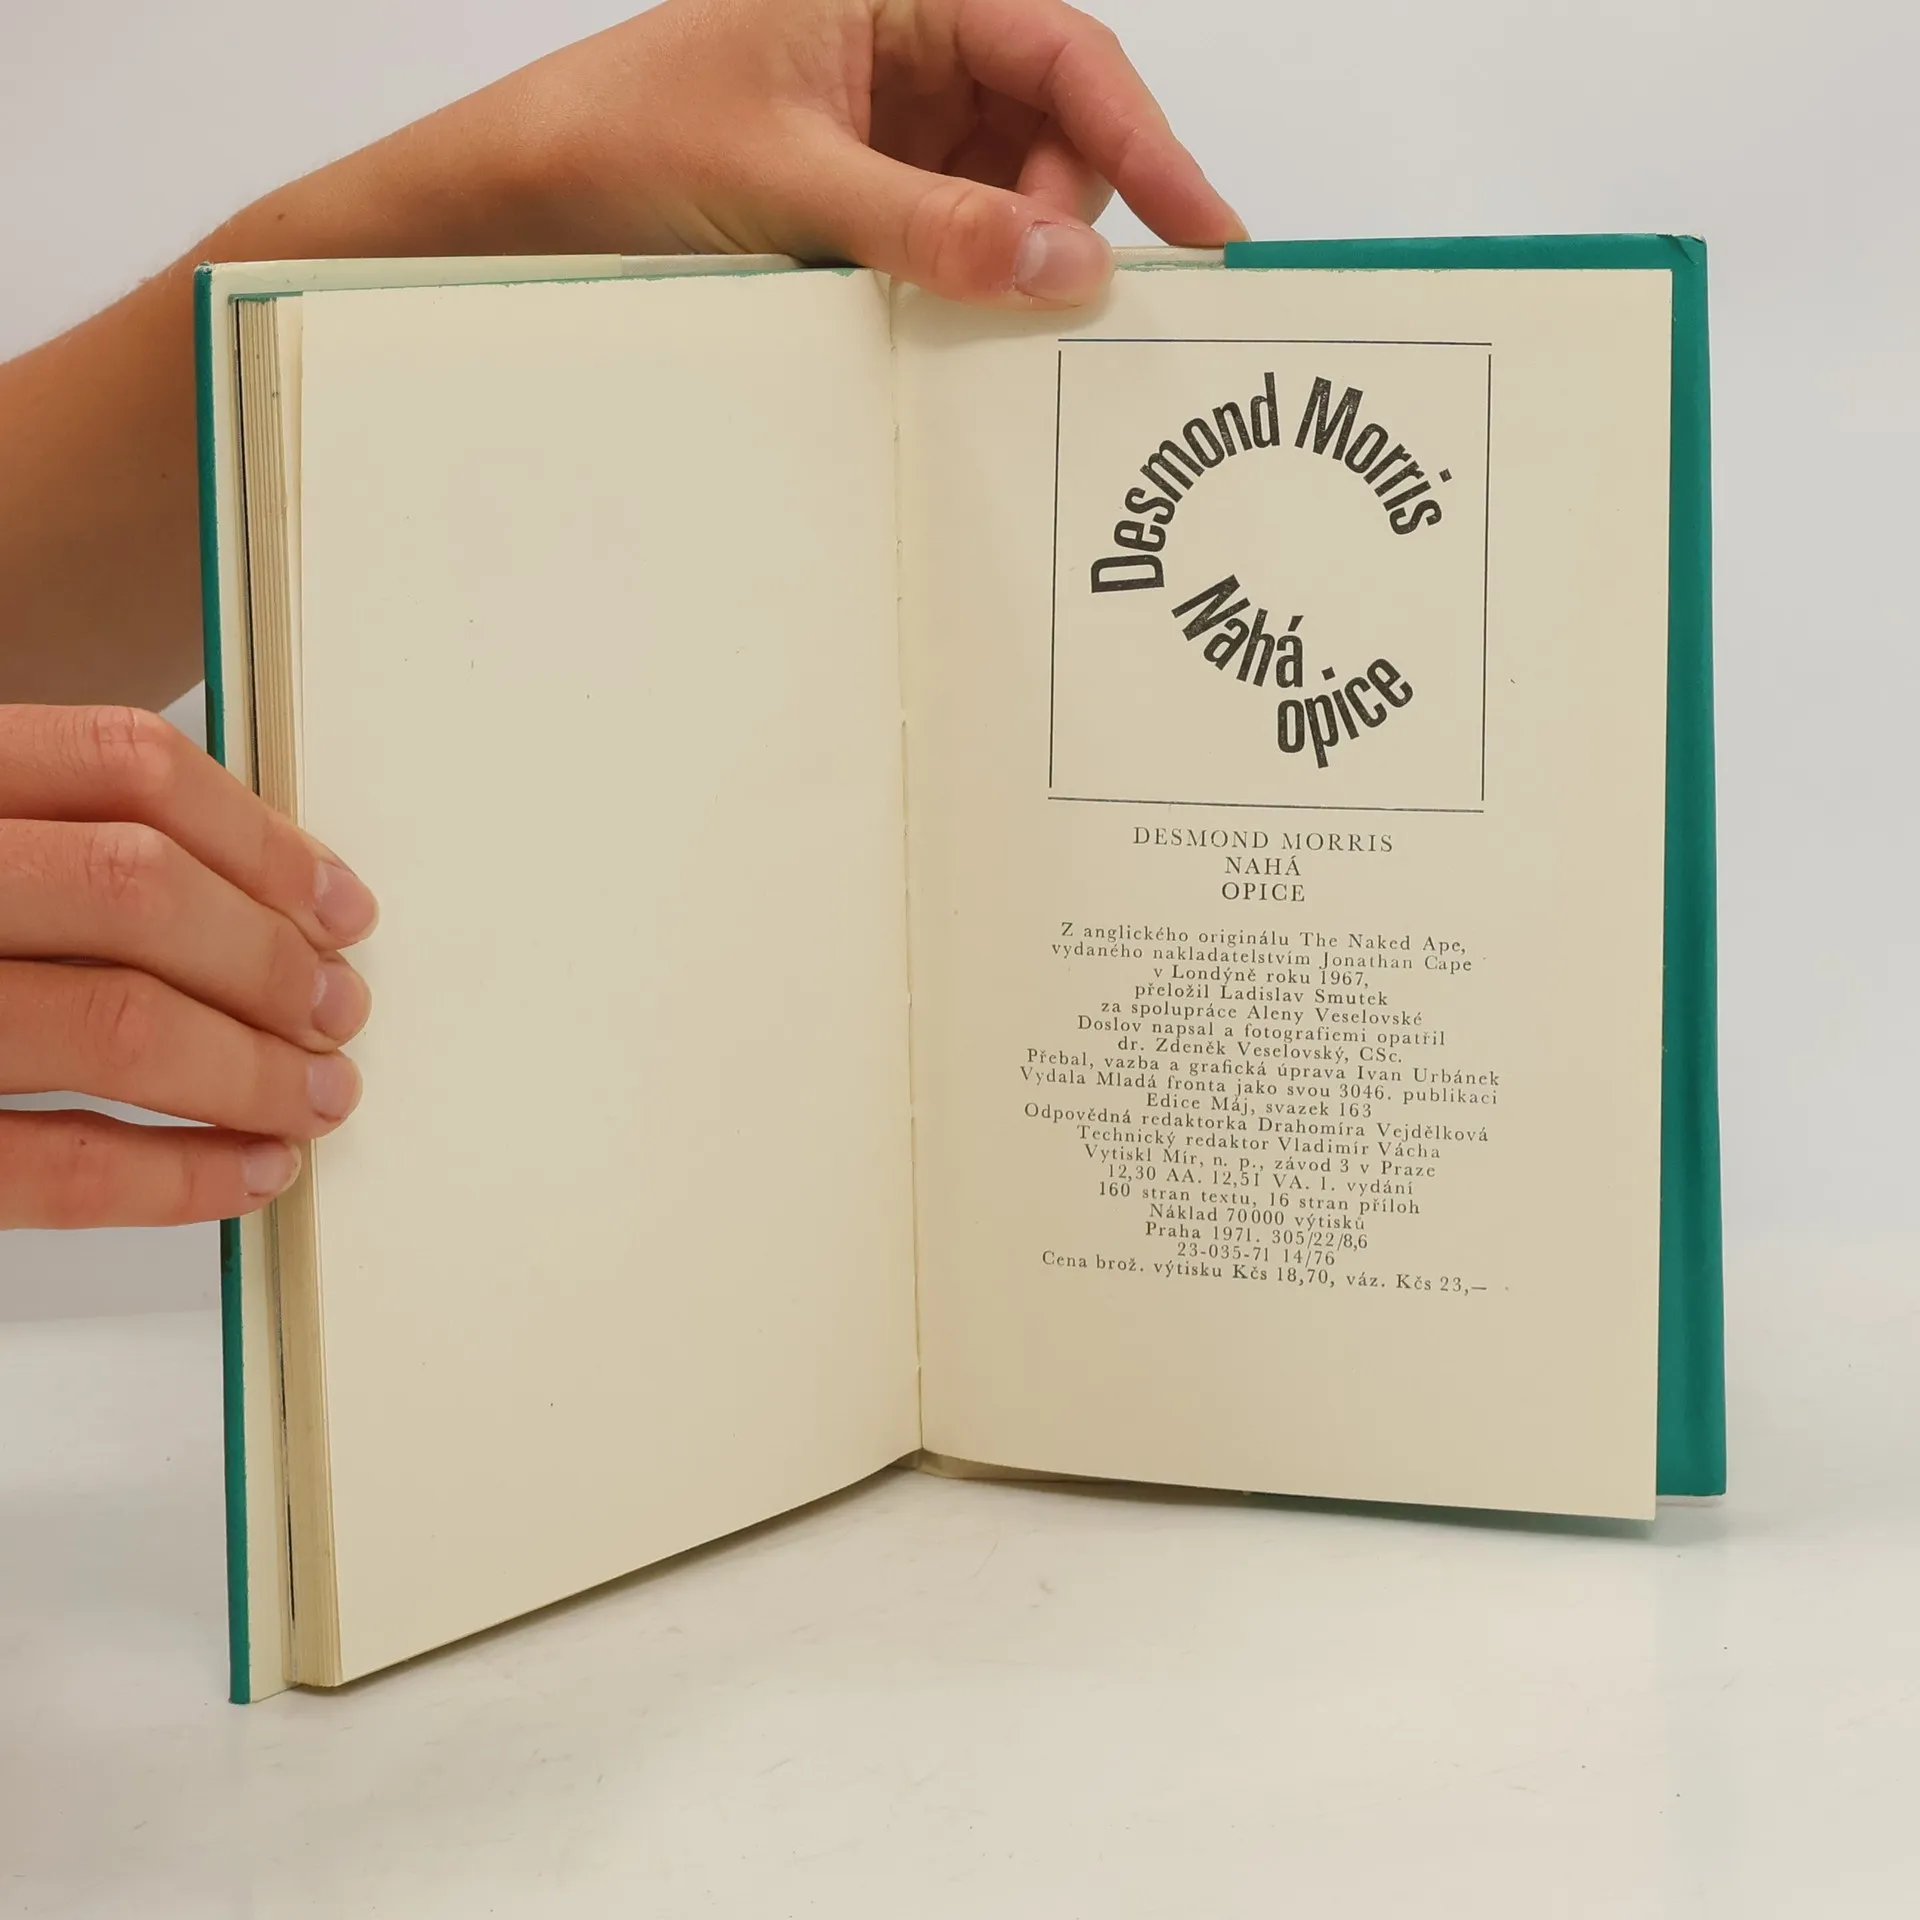 Desmond Morris
Nahá
opice
DESMOND MORRIS
NAHÁ
OPICE
Z anglického originálu The Naked Ape,
vydaného nakladatelstvím Jonathan Cape
v Londýně roku 1967,
přeložil Ladislav Smutek
za spolupráce Aleny Veselovské
Doslov napsal a fotografiemi opatřil
dr. Zdeněk Veselovský, CSc.
Přebal, vazba a grafická úprava Ivan Urbánek
Vydala Mladá fronta jako svou 3046. publikaci
Edice Máj, svazek 163
Odpovědná redaktorka Drahomíra Vejdělková
Technický redaktor Vladimír Vácha
Vytiskl Mír, n. p., závod 3 v Praze
12,30 AA. 12,51 VA. 1. vydání
160 stran textu, 16 stran příloh
Náklad 70000 výtisků
Praha 1971. 305/22/8,6
23-035-71 14/76
Cena brož. výtisku Kčs 18,70, váz. Kčs 23,—